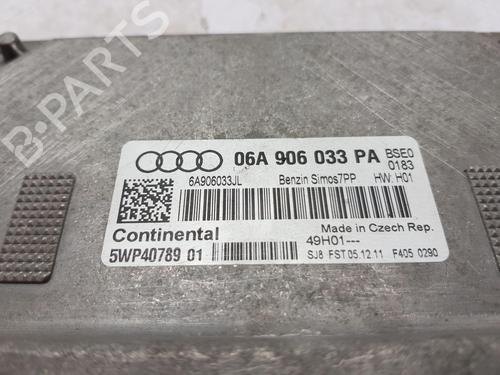 06A 906 033 PA BSE0
0183
6A906033JL Benzin Simos7PP HW: H01
Continental Made in Czech Rep.
5WP40789 01 49H01---
SJ8 FST 05.12.11 F405 0290
B-Parts